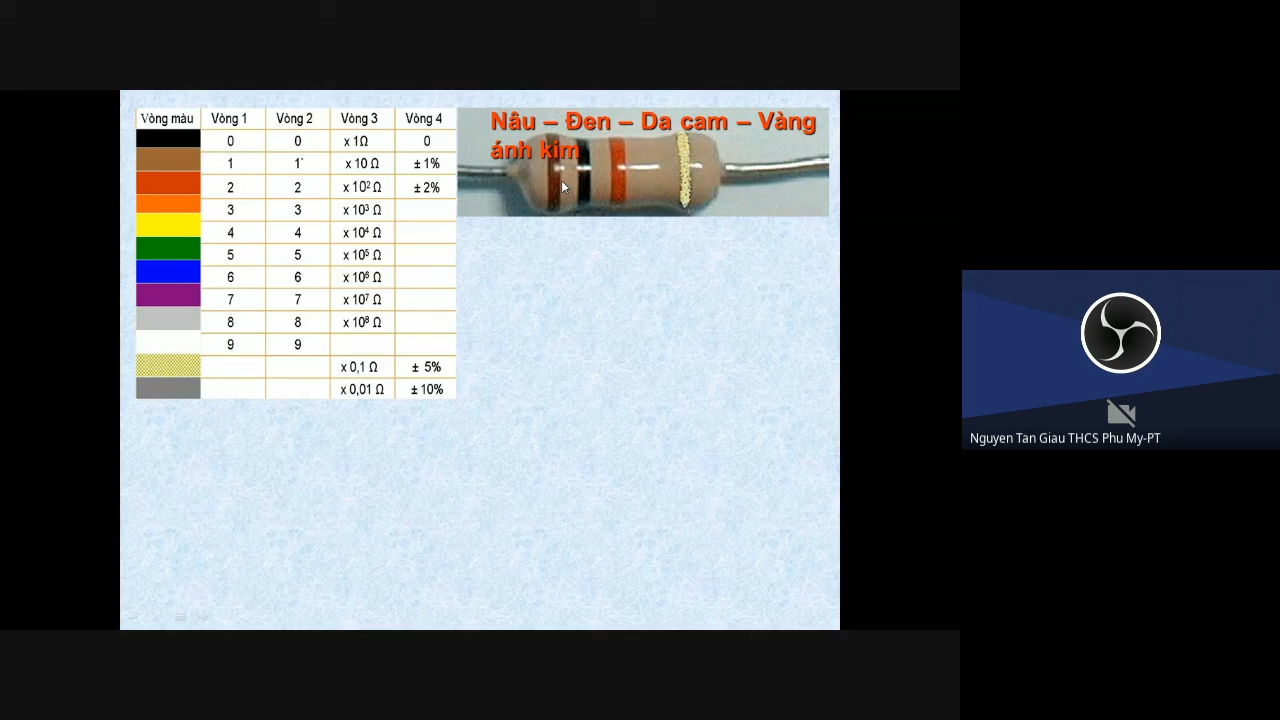 Vòng màu Vòng 1 Vòng 2 Vòng 3 Vòng 4
0 0 x 1Ω 0
1 1` x 10 Ω ± 1%
2 2 x 10² Ω ± 2%
3 3 x 10³ Ω
4 4 x 10⁴ Ω
5 5 x 10⁵ Ω
6 6 x 10⁶ Ω
7 7 x 10⁷ Ω
8 8 x 10⁸ Ω
9 9
x 0,1 Ω ± 5%
x 0,01 Ω ± 10%
Nâu – Đen – Da cam – Vàng
ánh kim
Nguyen Tan Giau THCS Phu My-PT